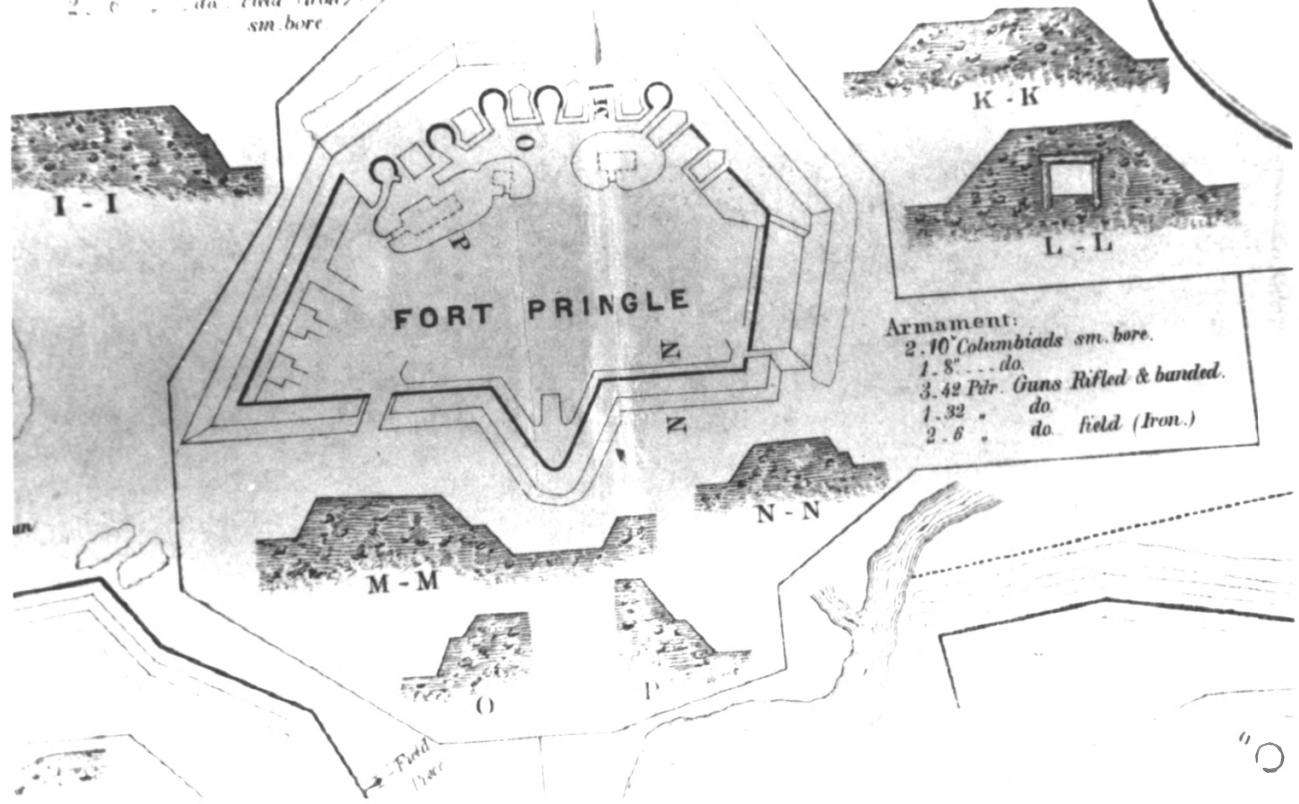 sm. bore
K - K
I - I
L - L
K
O
P
FORT PRINGLE
N
N
Armament:
2.10" Columbiads sm. bore.
1.8" .... do.
3.42 Pdr. Guns Rifled & banded.
1.32 " do
2.6 " do field (Iron.)
N - N
M - M
O
P
Field